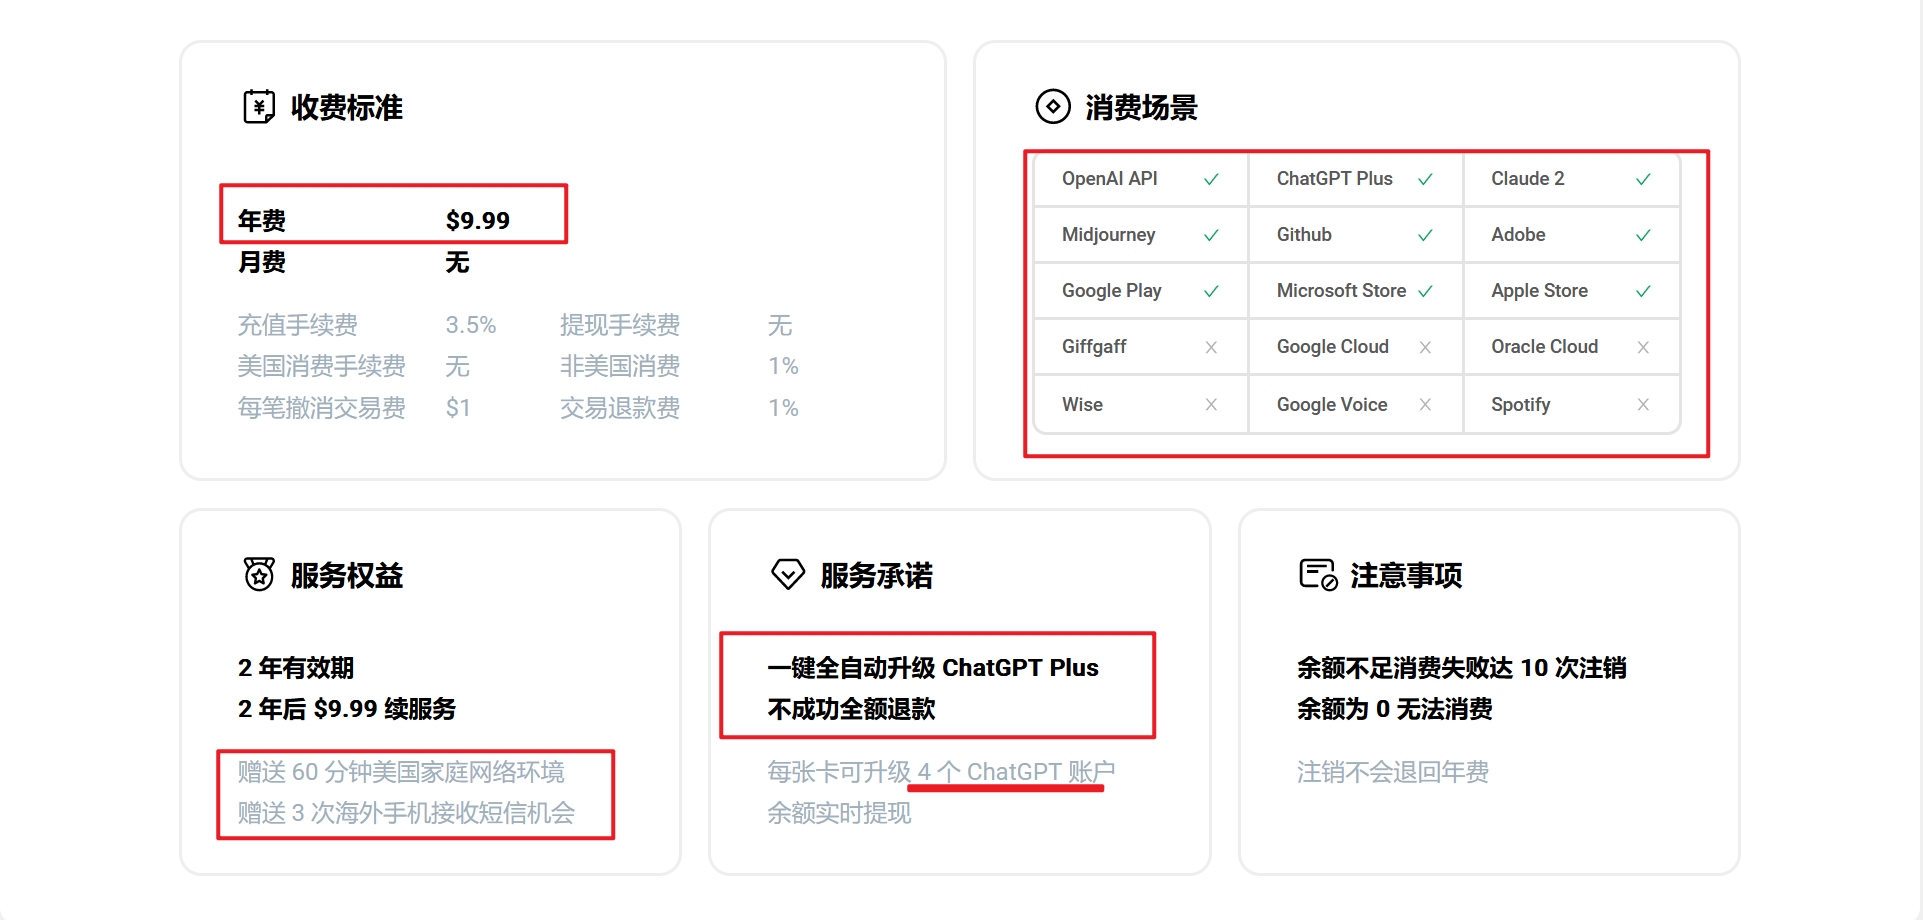 收费标准
年费 $9.99
月费 无
充值手续费 3.5% 提现手续费 无
美国消费手续费 无 非美国消费 1%
每笔撤消交易费 $1 交易退款费 1%
消费场景
OpenAI API ChatGPT Plus Claude 2
Midjourney Github Adobe
Google Play Microsoft Store Apple Store
Giffgaff Google Cloud Oracle Cloud
Wise Google Voice Spotify
服务权益
2 年有效期
2 年后 $9.99 续服务
赠送 60 分钟美国家庭网络环境
赠送 3 次海外手机接收短信机会
服务承诺
一键全自动升级 ChatGPT Plus
不成功全额退款
每张卡可升级 4 个 ChatGPT 账户
余额实时提现
注意事项
余额不足消费失败达 10 次注销
余额为 0 无法消费
注销不会退回年费